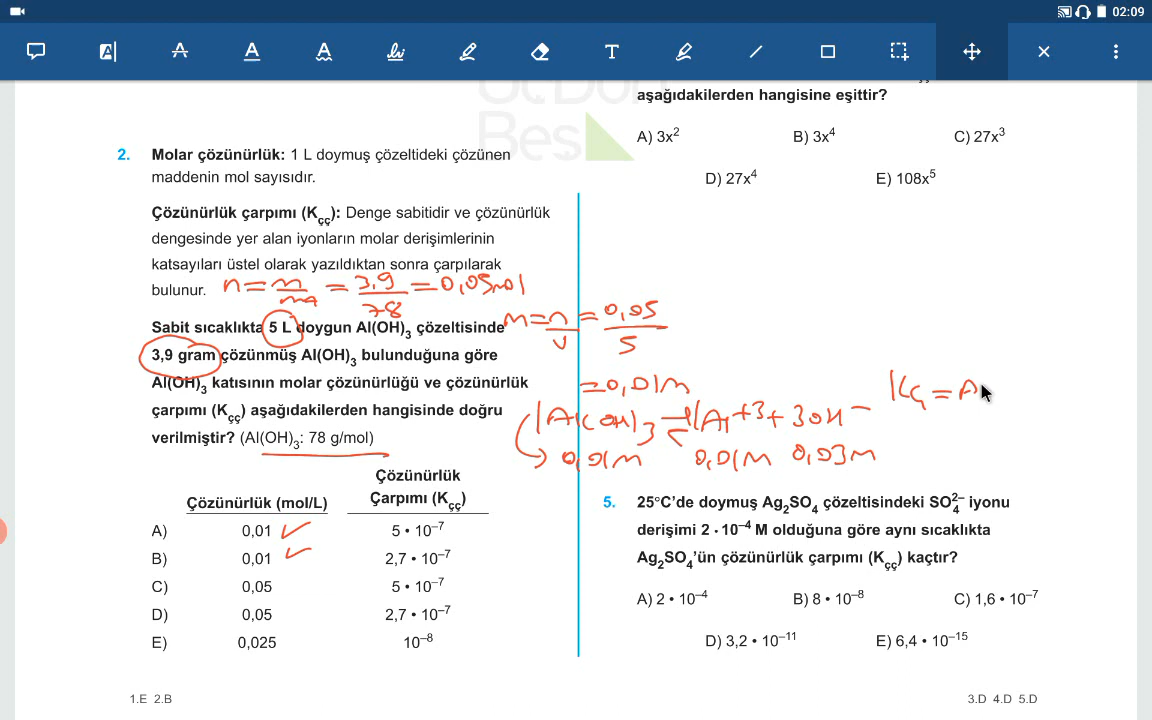 02:09
T
Üç Dört
Beş
2. Molar çözünürlük: 1 L doymuş çözeltideki çözünen
maddenin mol sayısıdır.
Çözünürlük çarpımı (Kçç): Denge sabitidir ve çözünürlük
dengesinde yer alan iyonların molar derişimlerinin
katsayıları üstel olarak yazıldıktan sonra çarpılarak
bulunur.
n = m/mA = 3,9/78 = 0,05mol
Sabit sıcaklıkta 5 L doygun Al(OH)₃ çözeltisinde
3,9 gram çözünmüş Al(OH)₃ bulunduğuna göre
Al(OH)₃ katısının molar çözünürlüğü ve çözünürlük
çarpımı (Kçç) aşağıdakilerden hangisinde doğru
verilmiştir? (Al(OH)₃: 78 g/mol)
M = n/V = 0,05/5
= 0,01M
Al(OH)₃ ⇌ Al⁺³ + 3OH⁻
0,01M 0,01M 0,03M
Kç = A
Çözünürlük (mol/L) Çözünürlük Çarpımı (Kçç)
A) 0,01 5 • 10⁻⁷
B) 0,01 2,7 • 10⁻⁷
C) 0,05 5 • 10⁻⁷
D) 0,05 2,7 • 10⁻⁷
E) 0,025 10⁻⁸
1.E 2.B
aşağıdakilerden hangisine eşittir?
A) 3x² B) 3x⁴ C) 27x³
D) 27x⁴ E) 108x⁵
5. 25°C'de doymuş Ag₂SO₄ çözeltisindeki SO₄²⁻ iyonu
derişimi 2 • 10⁻⁴ M olduğuna göre aynı sıcaklıkta
Ag₂SO₄'ün çözünürlük çarpımı (Kçç) kaçtır?
A) 2 • 10⁻⁴ B) 8 • 10⁻⁸ C) 1,6 • 10⁻⁷
D) 3,2 • 10⁻¹¹ E) 6,4 • 10⁻¹⁵
3.D 4.D 5.D